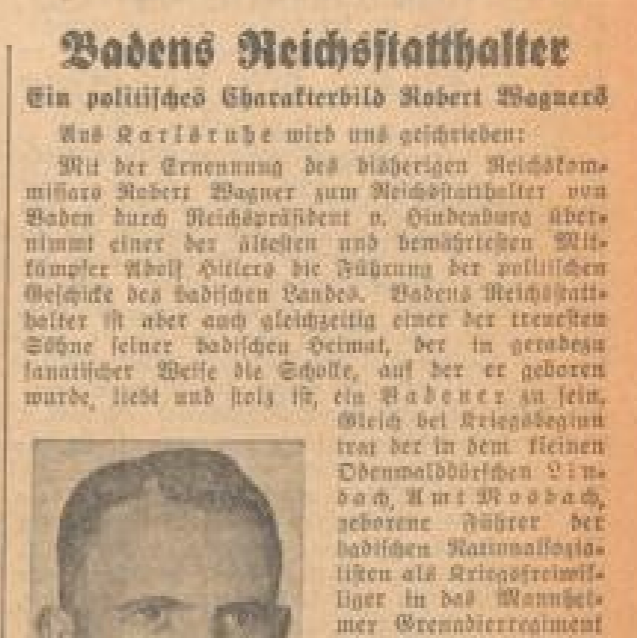 Badens Reichsstatthalter
Ein politisches Charakterbild Robert Wagners
Aus Karlsruhe wird uns geschrieben:
Mit der Ernennung des bisherigen Reichskom-
missars Robert Wagner zum Reichsstatthalter von
Baden durch Reichspräsident v. Hindenburg über-
nimmt einer der ältesten und bewährtesten Mit-
kämpfer Adolf Hitlers die Führung der politischen
Geschicke des badischen Landes. Badens Reichsstatt-
halter ist aber auch gleichzeitig einer der treuesten
Söhne seiner badischen Heimat, der in geradezu
fanatischer Weise die Scholle, auf der er geboren
wurde, liebt und stolz ist, ein Badener zu sein.
Gleich bei Kriegsbeginn
trat der in dem kleinen
Odenwalddörfchen Lin-
dach, Amt Mosbach,
geborene Führer der
badischen Nationalsozia-
listen als Kriegsfreiwil-
liger in das Mannhei-
mer Grenadierregiment